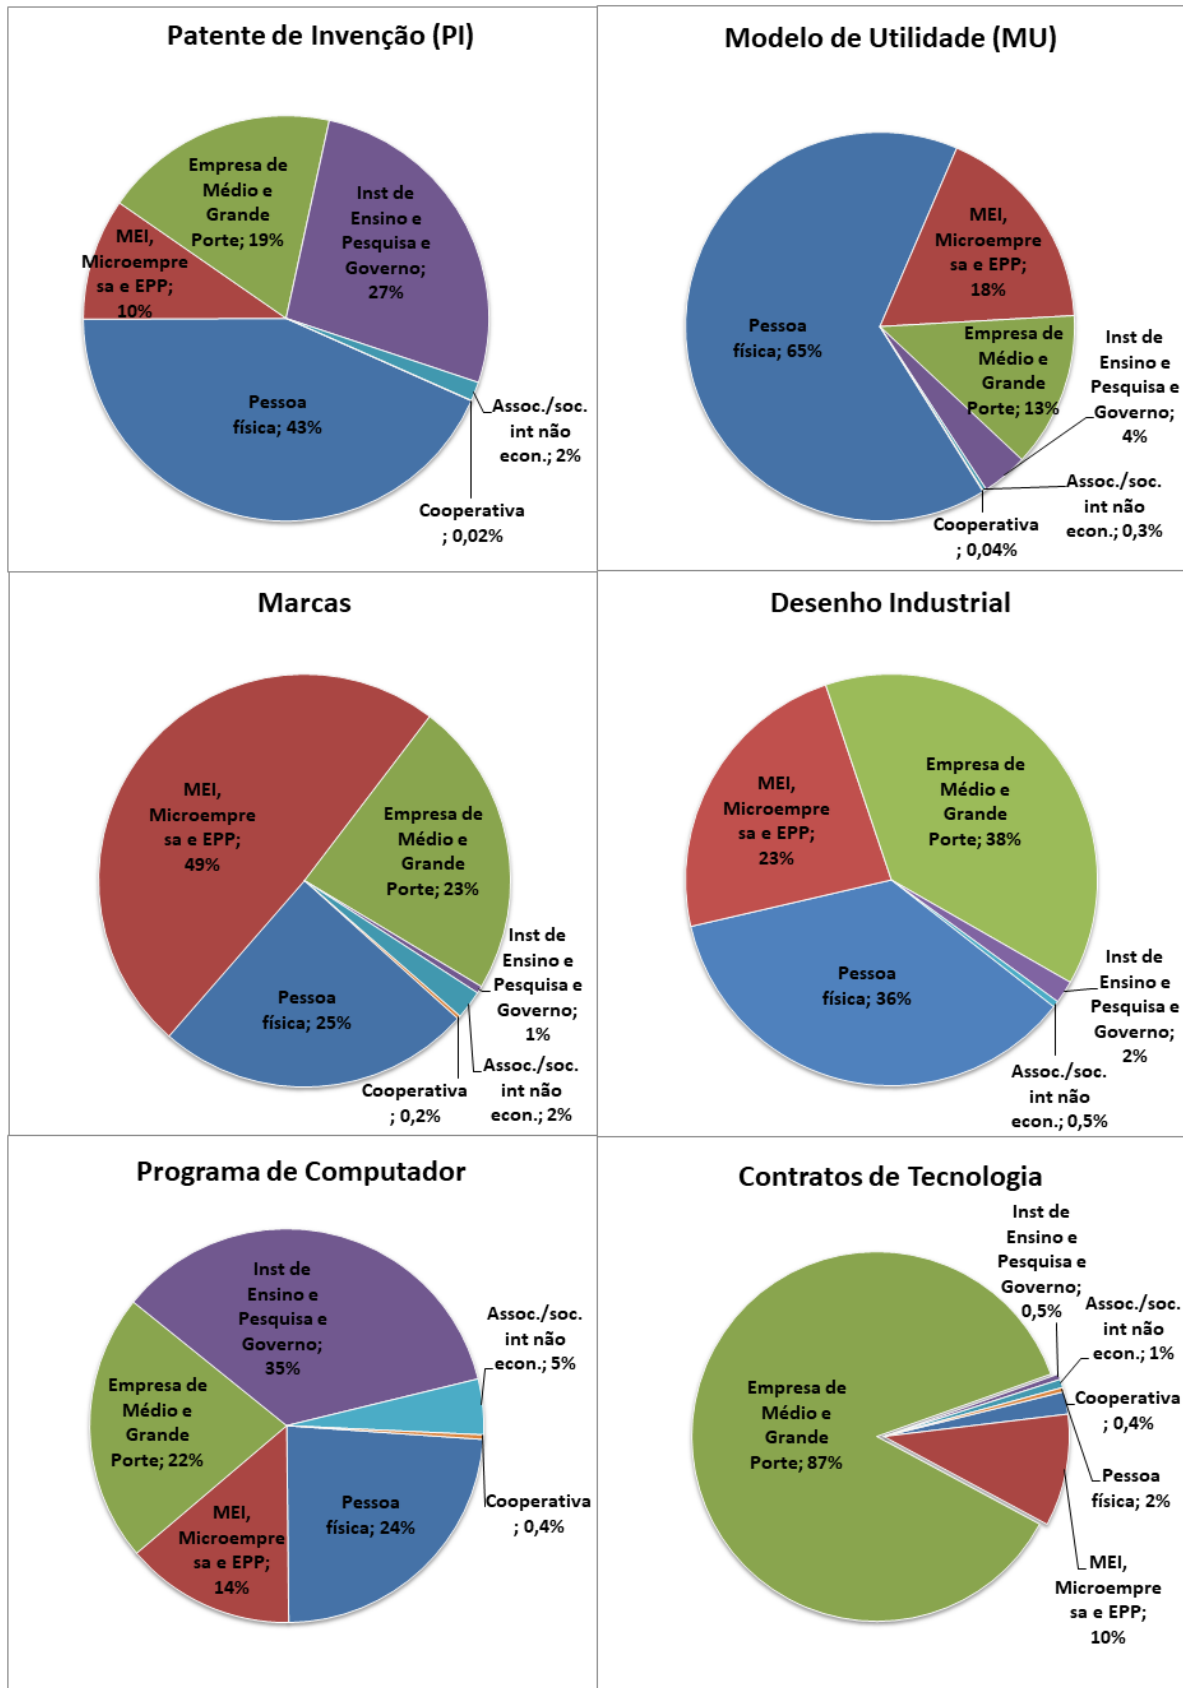 Patente de Invenção (PI)
Empresa de
Médio e
Grande
Porte; 19%
Inst de
Ensino e
Pesquisa e
Governo;
27%
MEI,
Microempre
sa e EPP;
10%
Pessoa
física; 43%
Assoc./soc.
int não
econ.; 2%
Cooperativa
; 0,02%
Modelo de Utilidade (MU)
MEI,
Microempre
sa e EPP;
18%
Pessoa
física; 65%
Empresa de
Médio e
Grande
Porte; 13%
Inst de
Ensino e
Pesquisa e
Governo;
4%
Assoc./soc.
int não
econ.; 0,3%
Cooperativa
; 0,04%
Marcas
MEI,
Microempre
sa e EPP;
49%
Empresa de
Médio e
Grande
Porte; 23%
Inst de
Ensino e
Pesquisa e
Governo;
1%
Pessoa
física; 25%
Assoc./soc.
int não
econ.; 2%
Cooperativa
; 0,2%
Desenho Industrial
MEI,
Microempre
sa e EPP;
23%
Empresa de
Médio e
Grande
Porte; 38%
Pessoa
física; 36%
Inst de
Ensino e
Pesquisa e
Governo;
2%
Assoc./soc.
int não
econ.; 0,5%
Programa de Computador
Inst de
Ensino e
Pesquisa e
Governo;
35%
Assoc./soc.
int não
econ.; 5%
Empresa de
Médio e
Grande
Porte; 22%
Cooperativa
; 0,4%
Pessoa
física; 24%
MEI,
Microempre
sa e EPP;
14%
Contratos de Tecnologia
Inst de
Ensino e
Pesquisa e
Governo;
0,5%
Assoc./soc.
int não
econ.; 1%
Empresa de
Médio e
Grande
Porte; 87%
Cooperativa
; 0,4%
Pessoa
física; 2%
MEI,
Microempre
sa e EPP;
10%